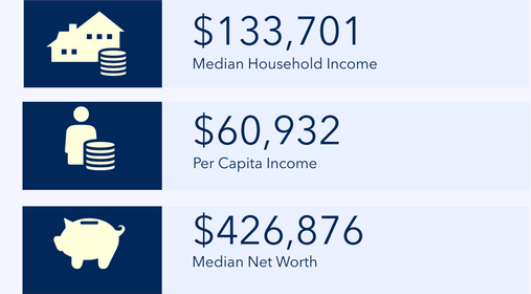 $133,701
Median Household Income
$60,932
Per Capita Income
$426,876
Median Net Worth